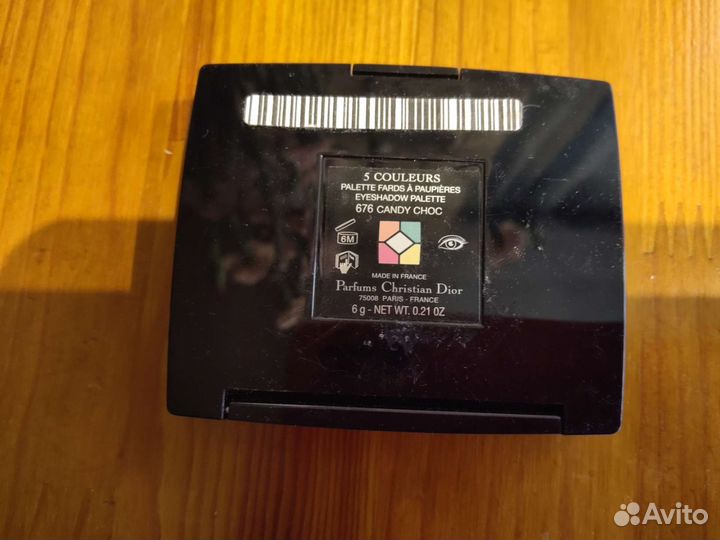 5 COULEURS
PALETTE FARDS À PAUPIÈRES
EYESHADOW PALETTE
676 CANDY CHOC
6M
MADE IN FRANCE
Parfums Christian Dior
75008 PARIS - FRANCE
6 g - NET WT. 0.21 OZ
Avito